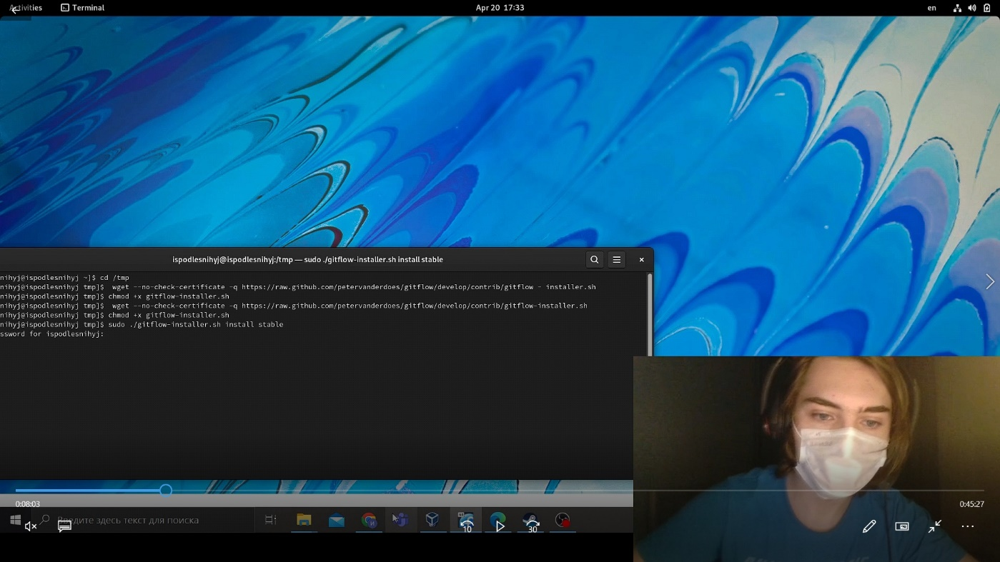 Activities
Terminal
Apr 20 17:33
en
ispodlesnihyj@ispodlesnihyj:/tmp — sudo ./gitflow-installer.sh install stable
nihyj@ispodlesnihyj ~]$ cd /tmp
nihyj@ispodlesnihyj tmp]$  wget --no-check-certificate -q https://raw.github.com/petervanderdoes/gitflow/develop/contrib/gitflow - installer.sh
nihyj@ispodlesnihyj tmp]$ chmod +x gitflow-installer.sh
nihyj@ispodlesnihyj tmp]$  wget --no-check-certificate -q https://raw.github.com/petervanderdoes/gitflow/develop/contrib/gitflow-installer.sh
nihyj@ispodlesnihyj tmp]$ chmod +x gitflow-installer.sh
nihyj@ispodlesnihyj tmp]$ sudo ./gitflow-installer.sh install stable
ssword for ispodlesnihyj:
0:08:03
0:45:27
Введите здесь текст для поиска
10
30